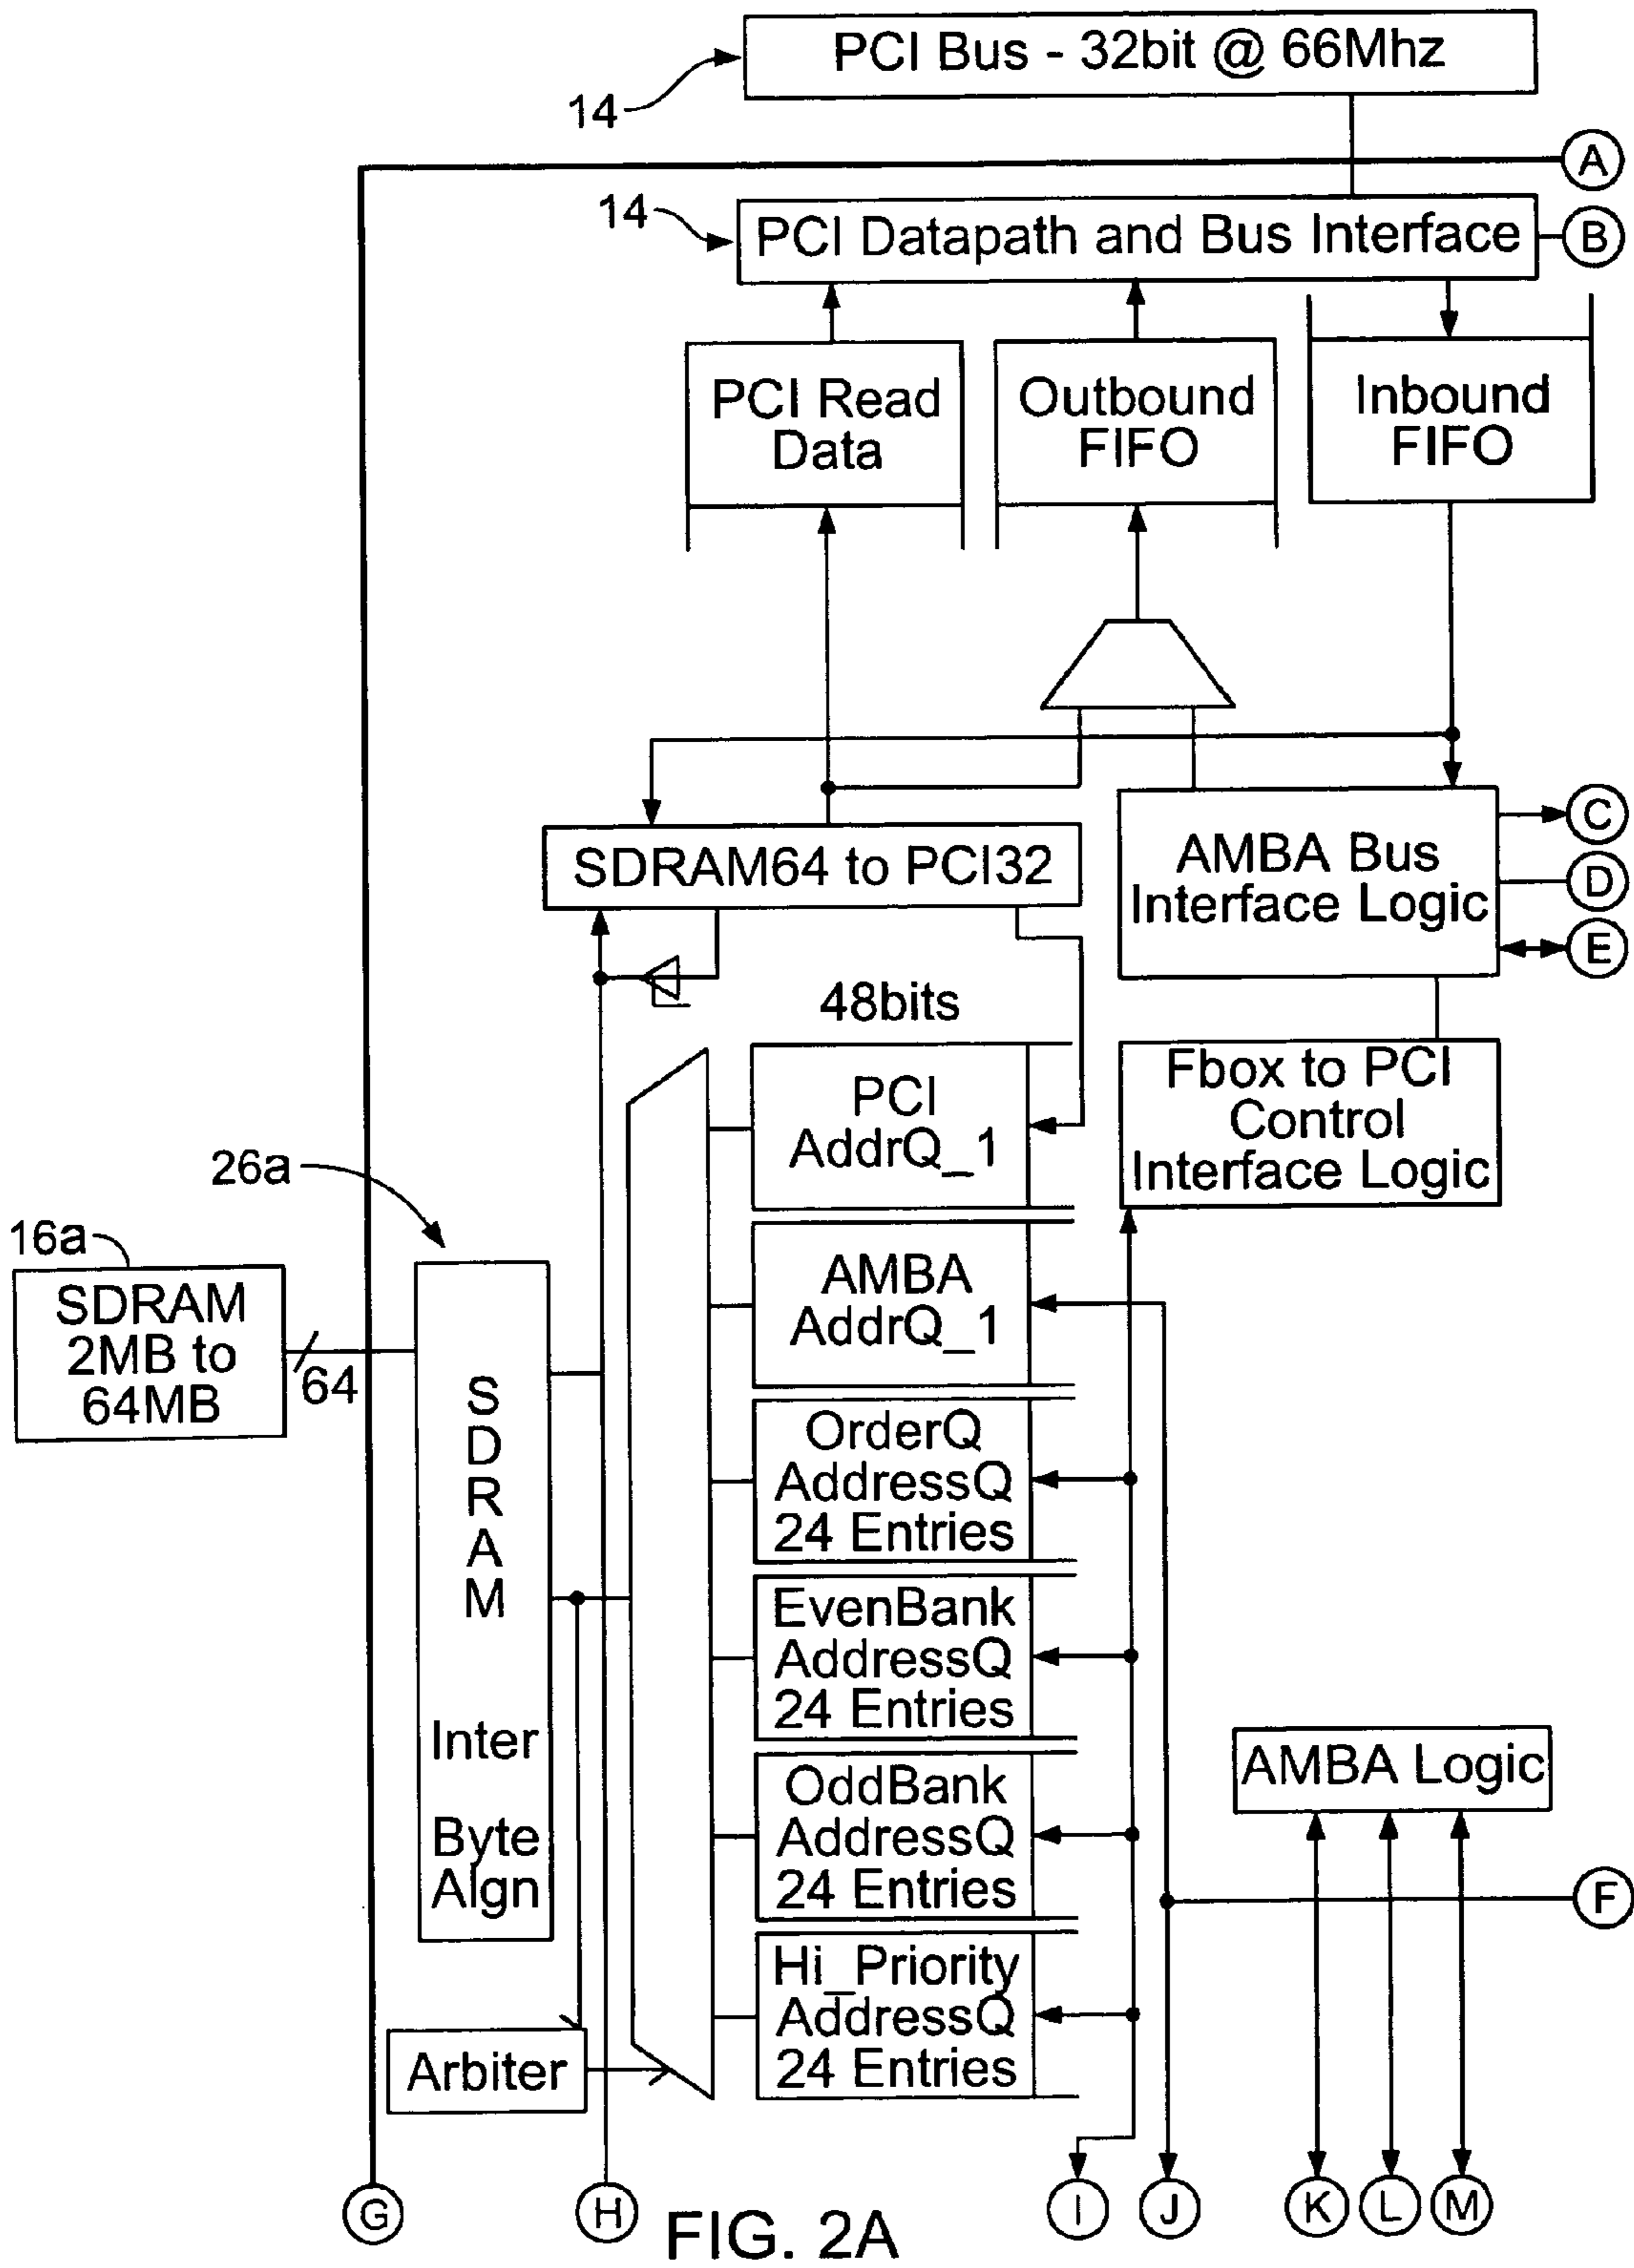 PCI Bus - 32bit @ 66Mhz
14
A
14
PCI Datapath and Bus Interface
B
PCI Read
Data
Outbound
FIFO
Inbound
FIFO
SDRAM64 to PCI32
AMBA Bus
Interface Logic
C
D
E
48bits
PCI
AddrQ_1
Fbox to PCI
Control
Interface Logic
26a
16a
SDRAM
2MB to
64MB
64
S
D
R
A
M
Inter
Byte
Algn
AMBA
AddrQ_1
OrderQ
AddressQ
24 Entries
EvenBank
AddressQ
24 Entries
OddBank
AddressQ
24 Entries
Hi_Priority
AddressQ
24 Entries
AMBA Logic
F
Arbiter
G
H
I
J
K
L
M
FIG. 2A